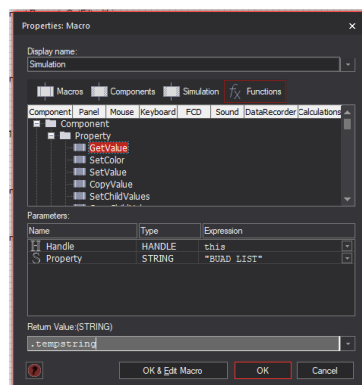 Properties: Macro
Display name:
Simulation
Macros Components Simulation fx Functions
Component Panel Mouse Keyboard FCD Sound DataRecorder Calculations
Component
Property
GetValue
SetColor
SetValue
CopyValue
SetChildValues
Parameters:
Name Type Expression
Handle HANDLE this
Property STRING "BUAD LIST"
Return Value:(STRING)
.tempstring
? OK & Edit Macro OK Cancel